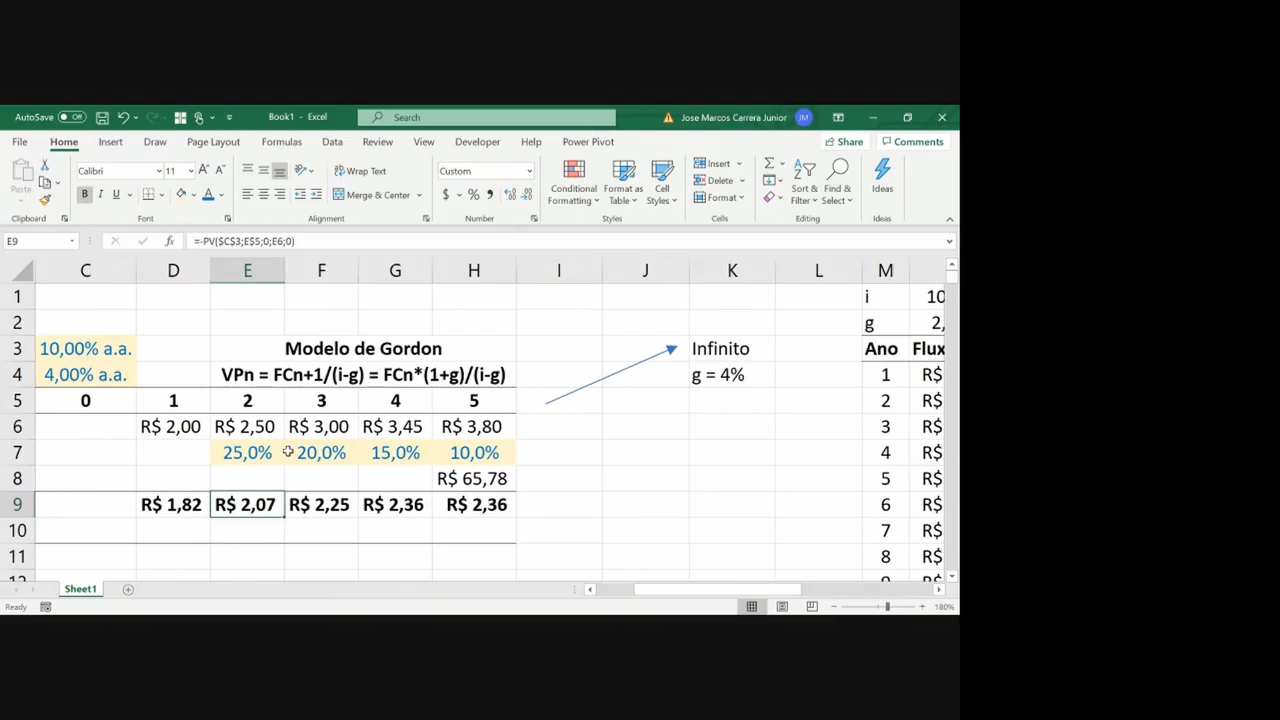 AutoSave Off Book1 - Excel Search Jose Marcos Carrera Junior JM
File Home Insert Draw Page Layout Formulas Data Review View Developer Help Power Pivot Share Comments
Paste Calibri 11 A A Wrap Text Custom Conditional Formatting Format as Table Cell Styles Insert Delete Format Sort & Filter Find & Select Ideas
B I U A Merge & Center $ % 9
Clipboard Font Alignment Number Styles Cells Editing Ideas
E9 fx =-PV($C$3;E$5;0;E6;0)
C D E F G H I J K L M
1 i 10
2 g 2,
3 10,00% a.a. Modelo de Gordon Infinito Ano Flux
4 4,00% a.a. VPn = FCn+1/(i-g) = FCn*(1+g)/(i-g) g = 4% 1 R$
5 0 1 2 3 4 5 2 R$
6 R$ 2,00 R$ 2,50 R$ 3,00 R$ 3,45 R$ 3,80 3 R$
7 25,0% 20,0% 15,0% 10,0% 4 R$
8 R$ 65,78 5 R$
9 R$ 1,82 R$ 2,07 R$ 2,25 R$ 2,36 R$ 2,36 6 R$
10 7 R$
11 8 R$
Sheet1
Ready 180%